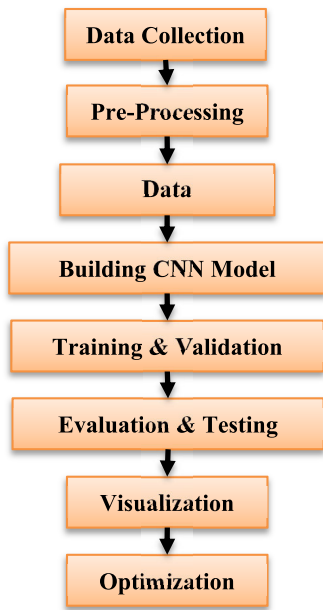 Data Collection
Pre-Processing
Data
Building CNN Model
Training & Validation
Evaluation & Testing
Visualization
Optimization